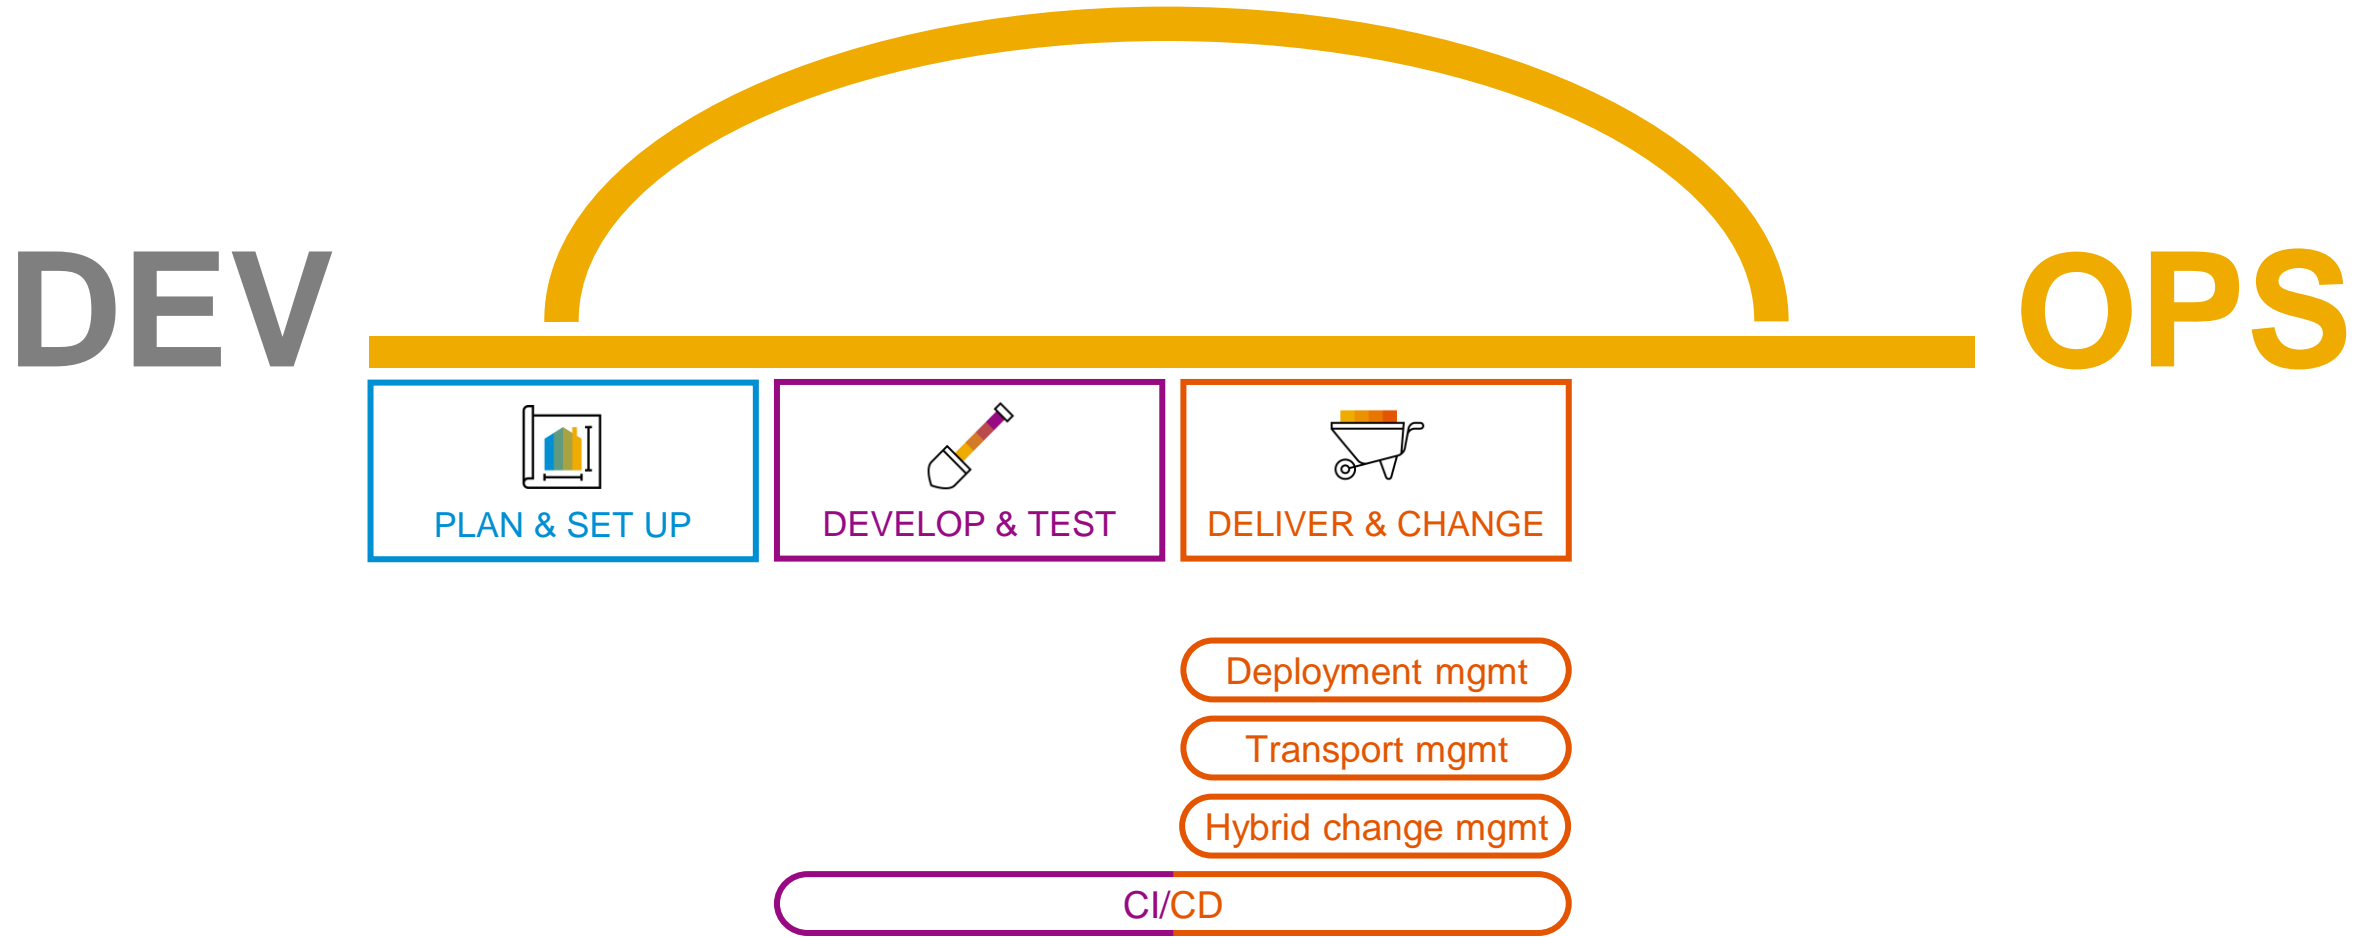 DEV
OPS
PLAN & SET UP
DEVELOP & TEST
DELIVER & CHANGE
Deployment mgmt
Transport mgmt
Hybrid change mgmt
CI/CD